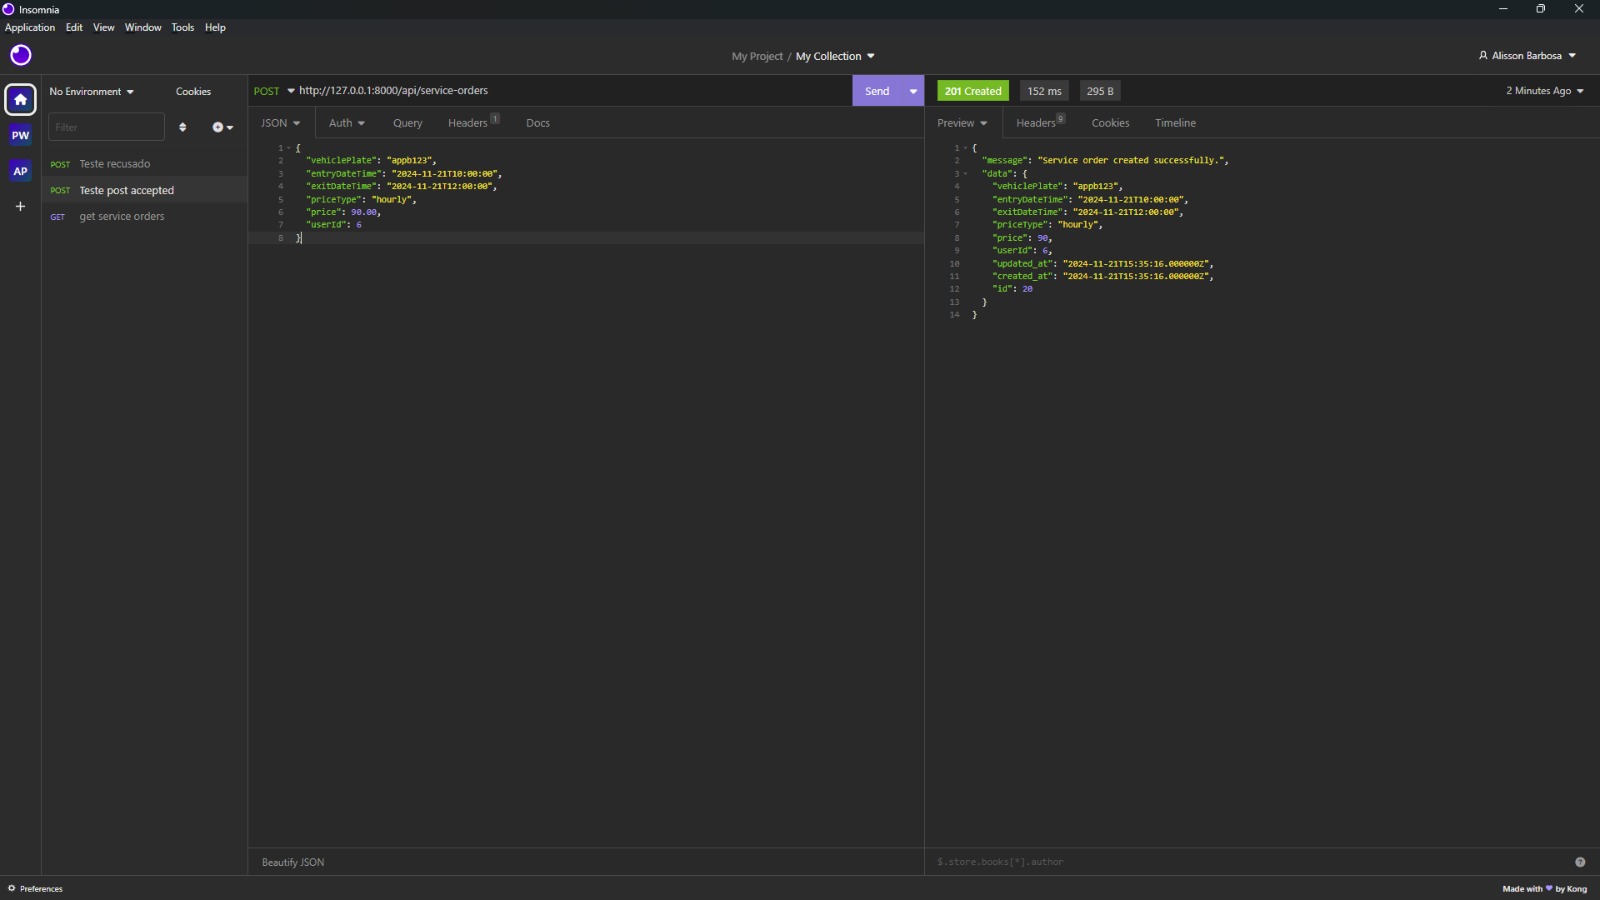 Insomnia
Application Edit View Window Tools Help
My Project / My Collection
Alisson Barbosa
No Environment Cookies
POST http://127.0.0.1:8000/api/service-orders Send
201 Created 152 ms 295 B 2 Minutes Ago
Filter
JSON Auth Query Headers 1 Docs
Preview Headers 9 Cookies Timeline
PW
AP
POST Teste recusado
POST Teste post accepted
GET get service orders
1 {
2 "vehiclePlate": "appb123",
3 "entryDateTime": "2024-11-21T10:00:00",
4 "exitDateTime": "2024-11-21T12:00:00",
5 "priceType": "hourly",
6 "price": 90.00,
7 "userId": 6
8 }
1 {
2 "message": "Service order created successfully.",
3 "data": {
4 "vehiclePlate": "appb123",
5 "entryDateTime": "2024-11-21T10:00:00",
6 "exitDateTime": "2024-11-21T12:00:00",
7 "priceType": "hourly",
8 "price": 90,
9 "userId": 6,
10 "updated_at": "2024-11-21T15:35:16.000000Z",
11 "created_at": "2024-11-21T15:35:16.000000Z",
12 "id": 20
13 }
14 }
Beautify JSON
$.store.books[*].author
Preferences
Made with ♥ by Kong